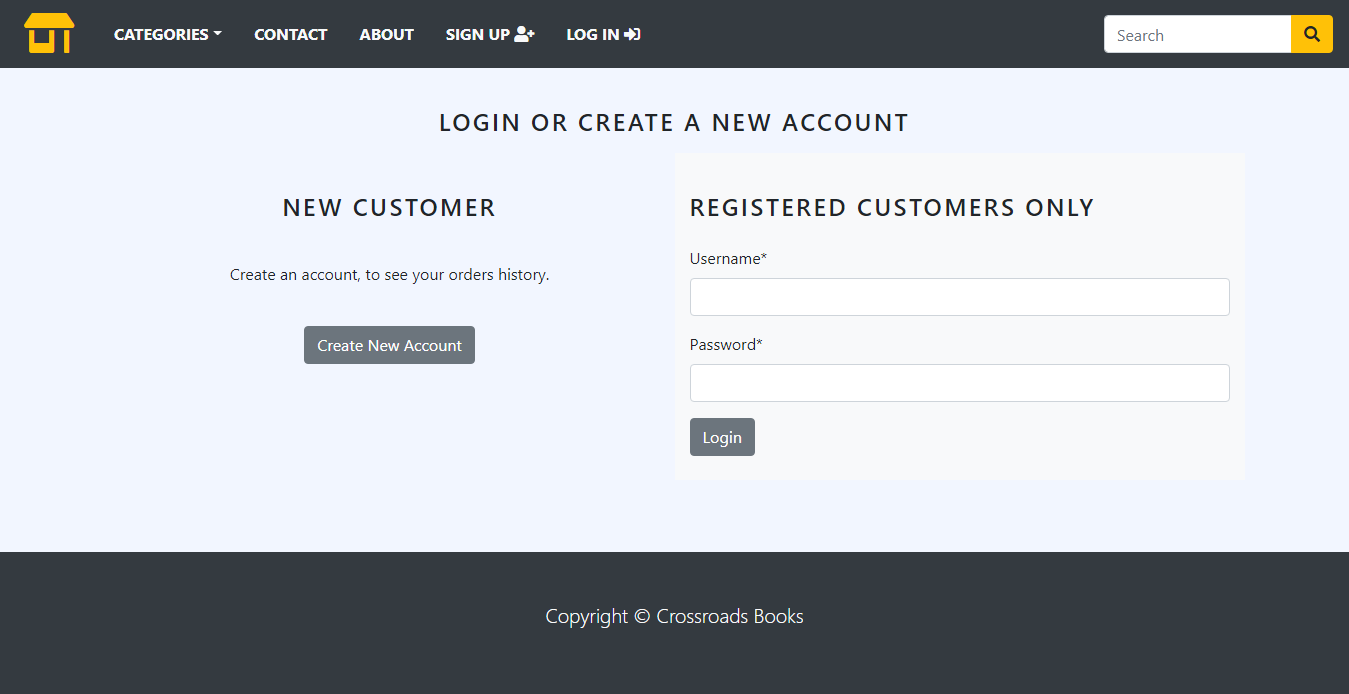 CATEGORIES CONTACT ABOUT SIGN UP LOG IN Search
LOGIN OR CREATE A NEW ACCOUNT
NEW CUSTOMER
Create an account, to see your orders history.
Create New Account
REGISTERED CUSTOMERS ONLY
Username*
Password*
Login
Copyright © Crossroads Books